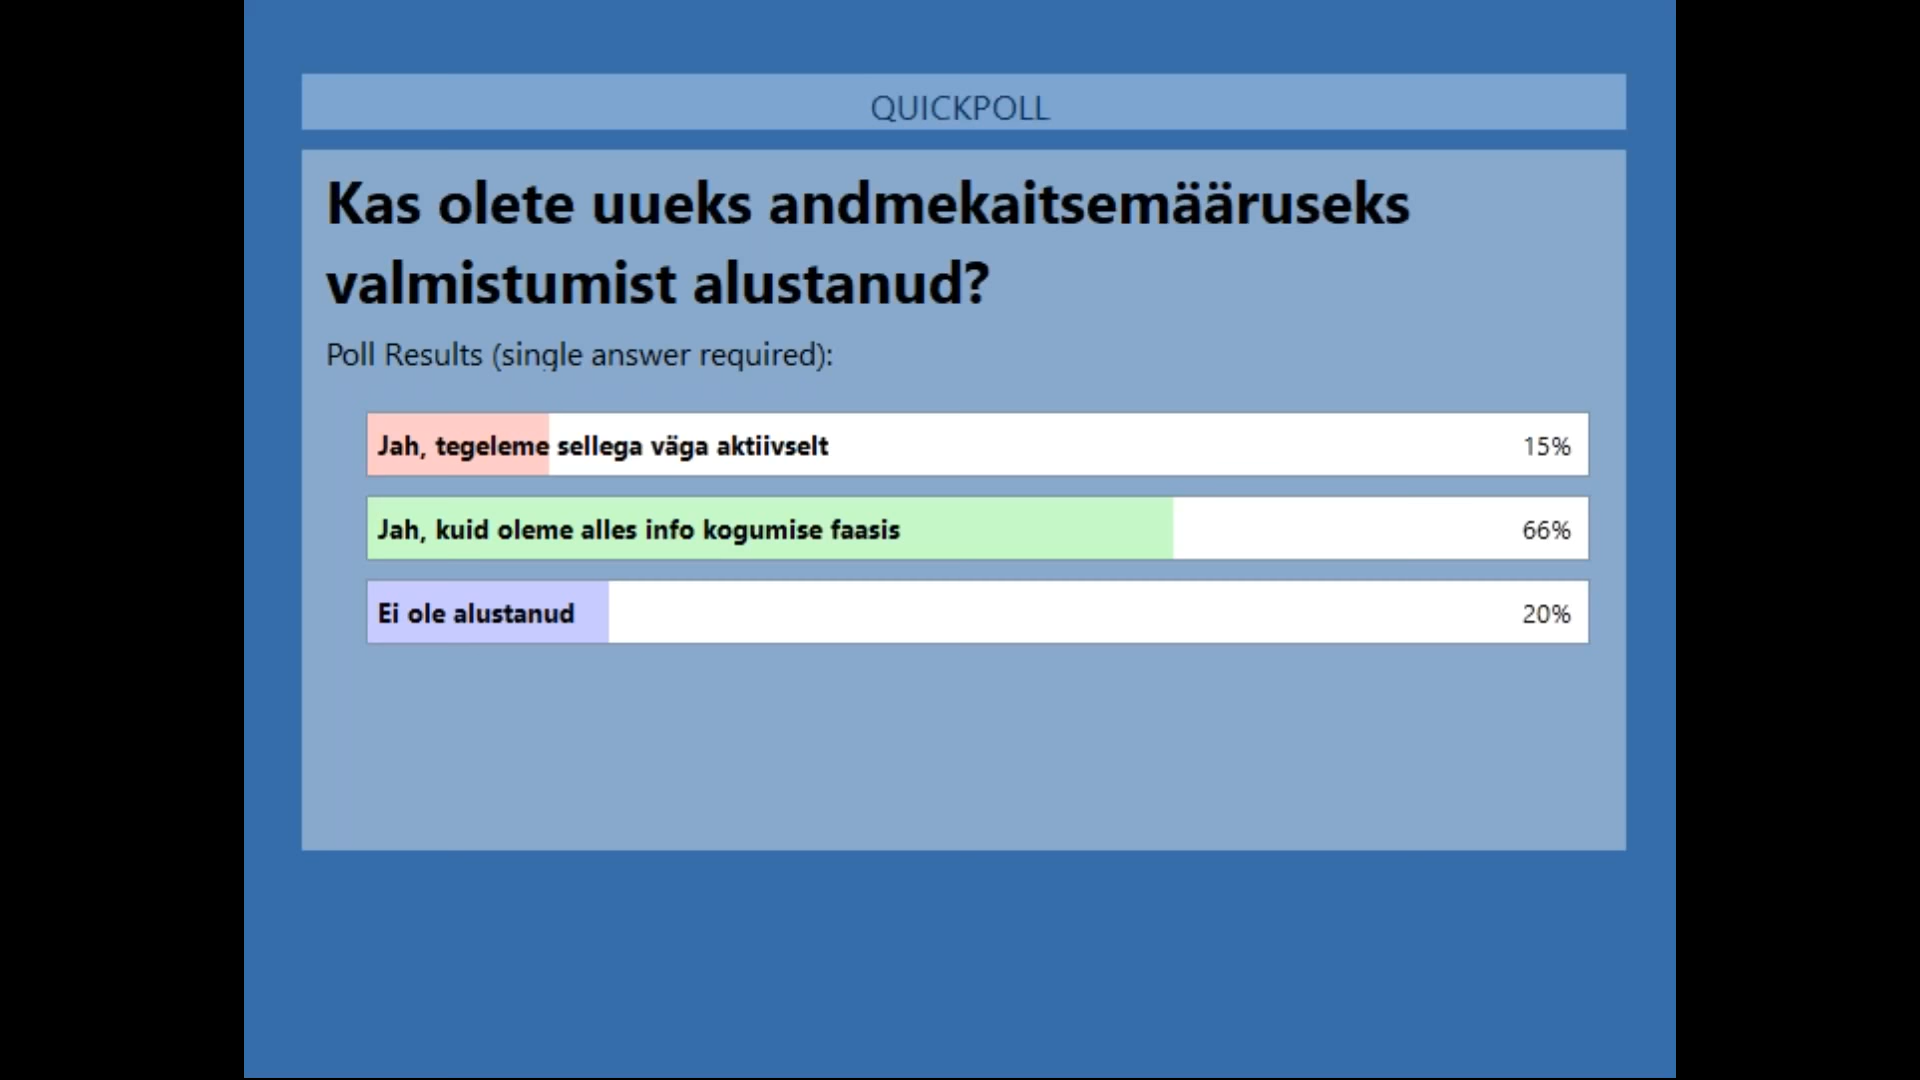 QUICKPOLL
Kas olete uueks andmekaitsemääruseks
valmistumist alustanud?
Poll Results (single answer required):
Jah, tegeleme sellega väga aktiivselt 15%
Jah, kuid oleme alles info kogumise faasis 66%
Ei ole alustanud 20%